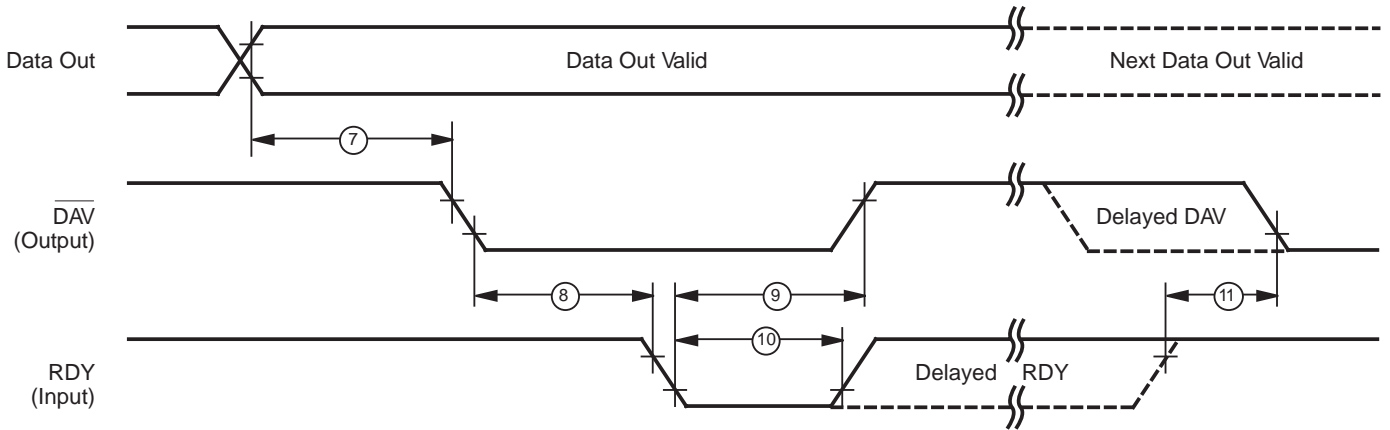 Data Out
Data Out Valid
Next Data Out Valid
7
DAV
(Output)
Delayed DAV
8
9
11
10
RDY
(Input)
Delayed RDY